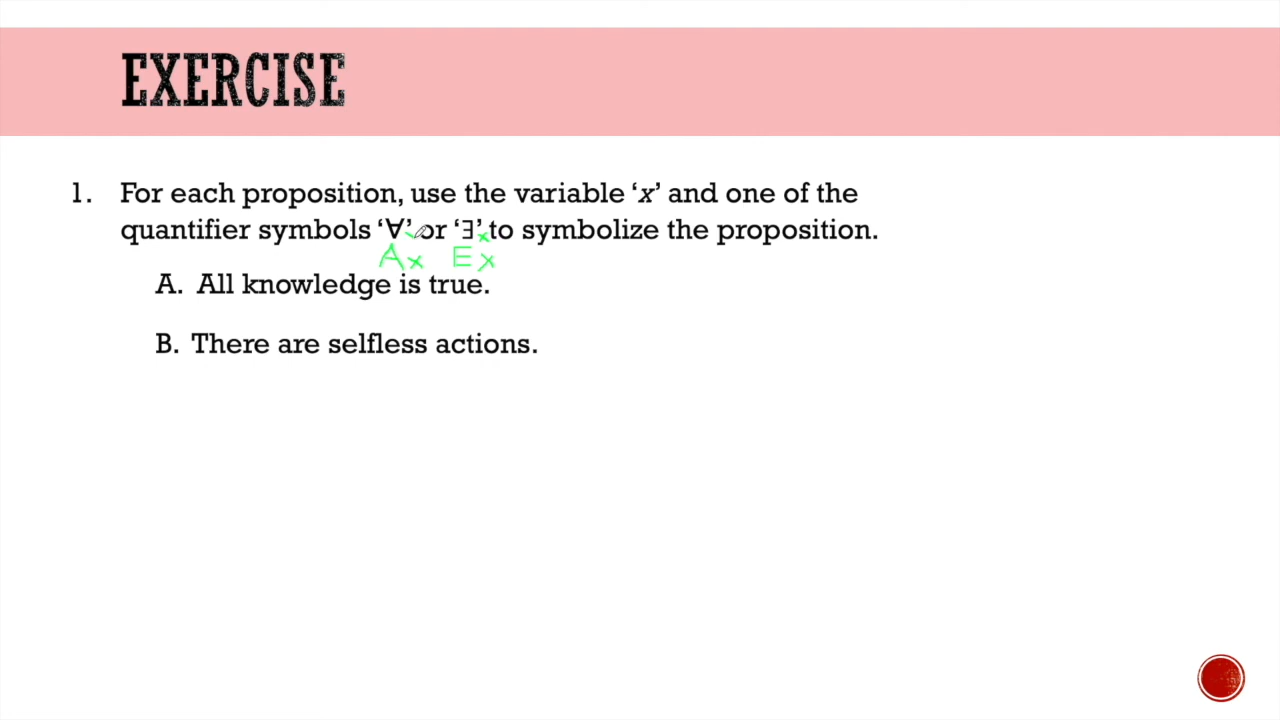 EXERCISE
1. For each proposition, use the variable ‘x’ and one of the
quantifier symbols ‘∀’ or ‘∃’ to symbolize the proposition.
Ax Ex
A. All knowledge is true.
B. There are selfless actions.